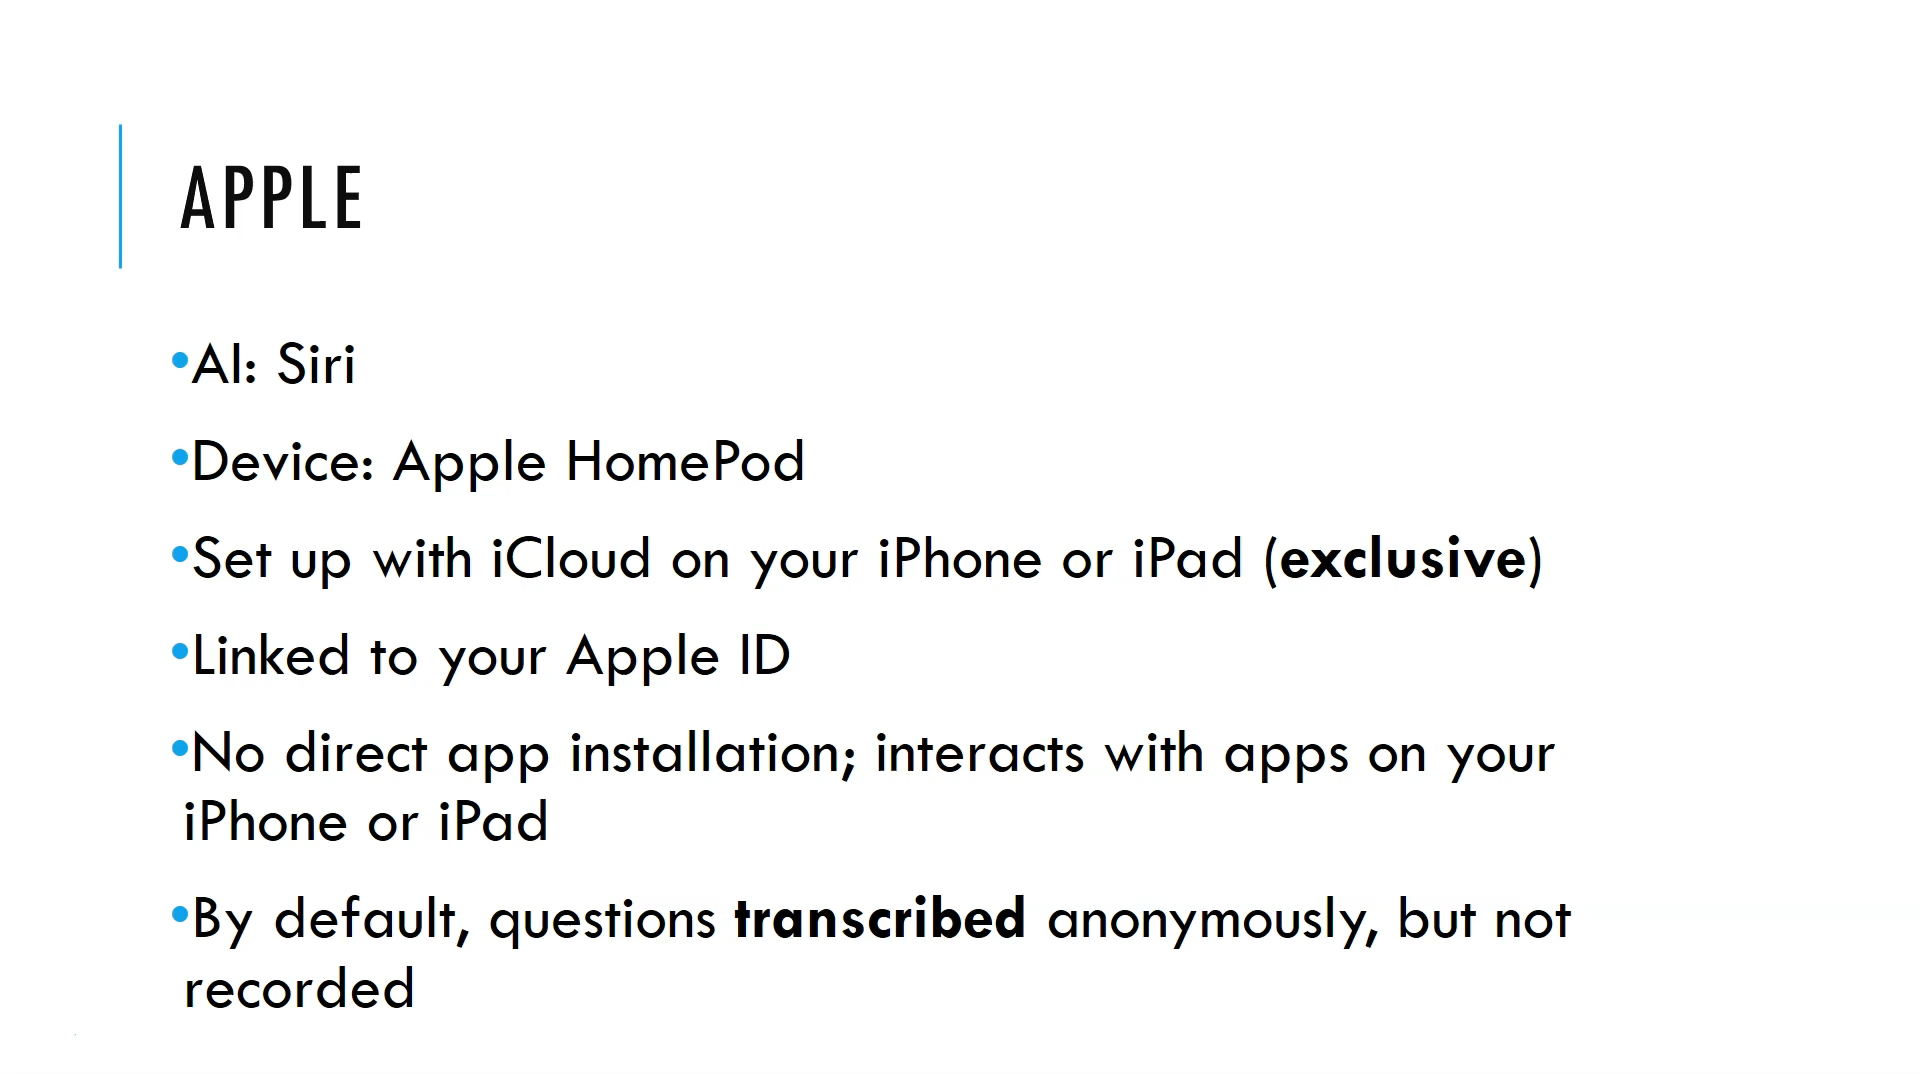 APPLE
•AI: Siri
•Device: Apple HomePod
•Set up with iCloud on your iPhone or iPad (exclusive)
•Linked to your Apple ID
•No direct app installation; interacts with apps on your
iPhone or iPad
•By default, questions transcribed anonymously, but not
recorded